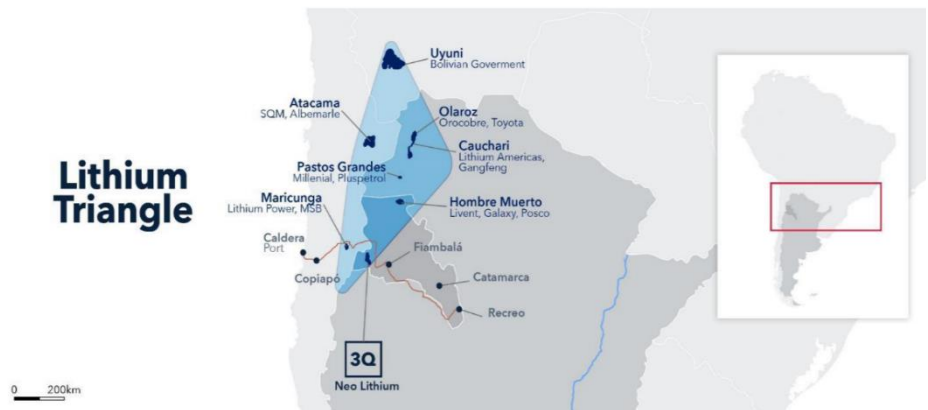 Lithium
Triangle
Uyuni
Bolivian Goverment
Atacama
SQM, Albemarle
Olaroz
Orocobre, Toyota
Cauchari
Lithium Americas,
Gangfeng
Pastos Grandes
Millenial, Pluspetrol
Maricunga
Lithium Power, MSB
Hombre Muerto
Livent, Galaxy, Posco
Caldera
Port
Copiapó
Fiambalá
Catamarca
Recreo
3Q
Neo Lithium
0 200km